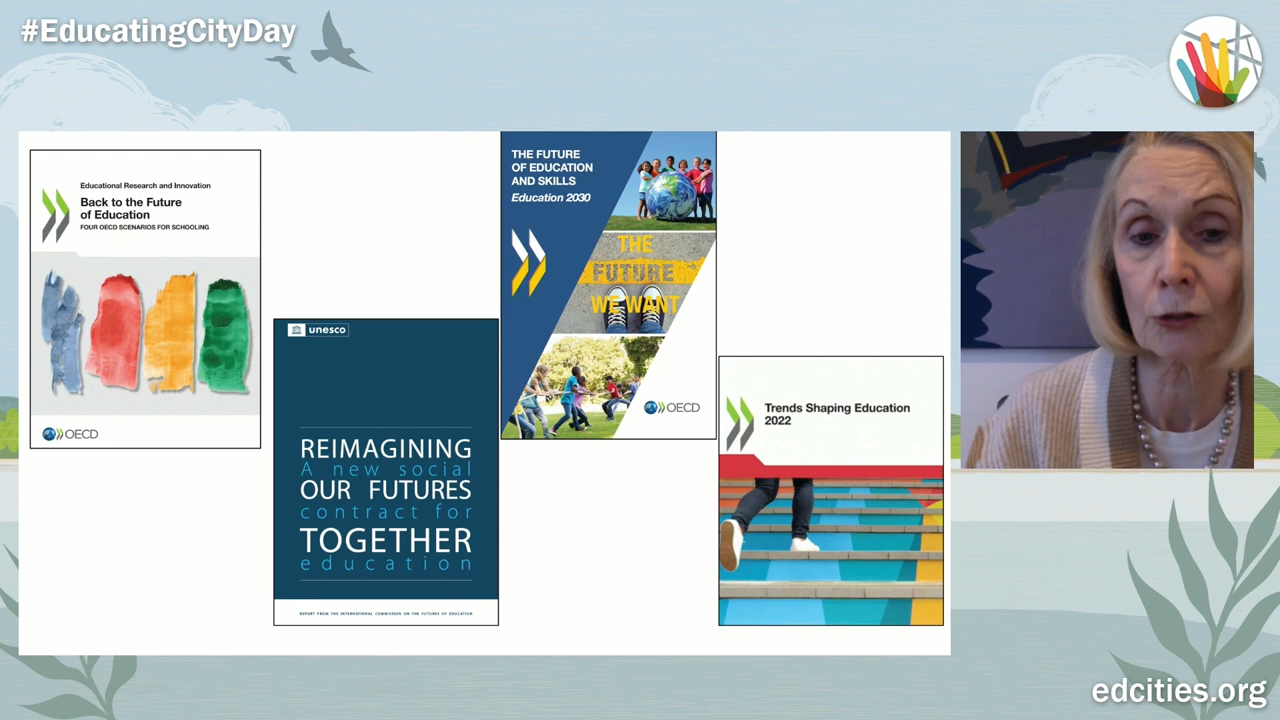 #EducatingCityDay
Educational Research and Innovation
Back to the Future
of Education
FOUR OECD SCENARIOS FOR SCHOOLING
OECD
unesco
REIMAGINING
A new social
OUR FUTURES
contract for
TOGETHER
education
REPORT FROM THE INTERNATIONAL COMMISSION ON THE FUTURES OF EDUCATION
THE FUTURE
OF EDUCATION
AND SKILLS
Education 2030
THE
FUTURE
WE WANT
OECD
Trends Shaping Education
2022
edcities.org